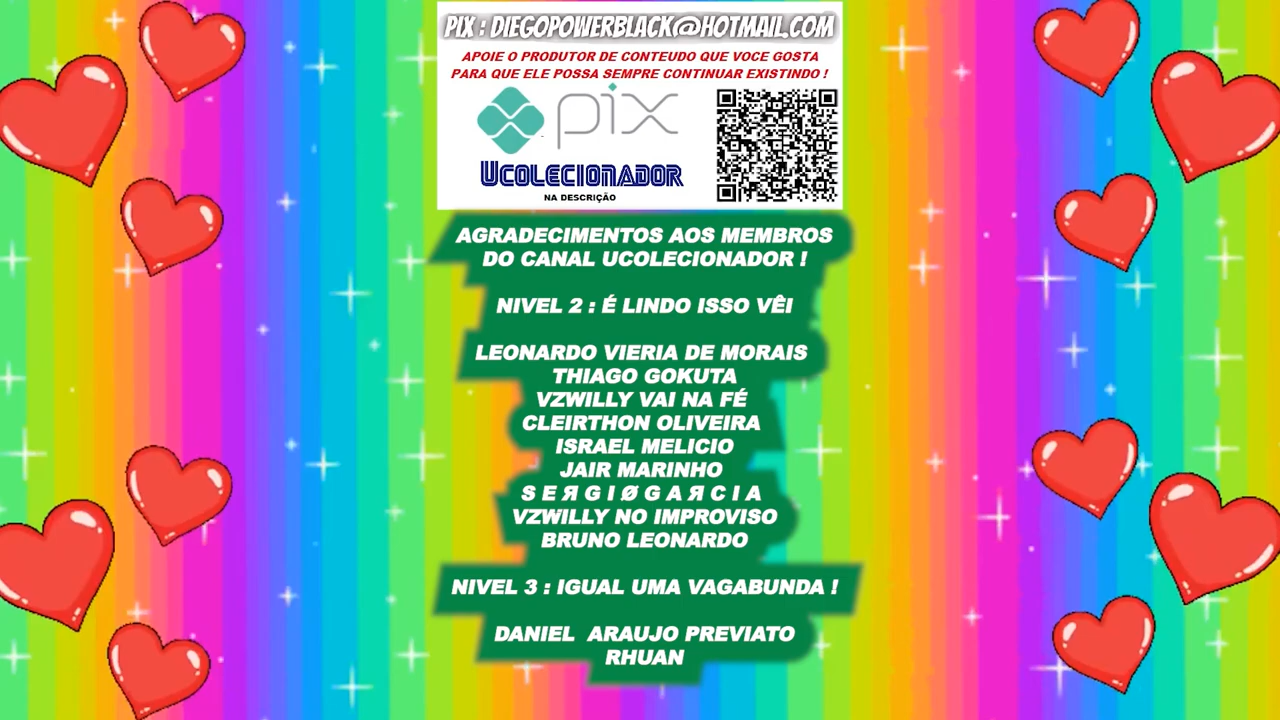 PIX : DIEGOPOWERBLACK@HOTMAIL.COM
APOIE O PRODUTOR DE CONTEUDO QUE VOCE GOSTA
PARA QUE ELE POSSA SEMPRE CONTINUAR EXISTINDO !
pix
UCOLECIONADOR
NA DESCRIÇÃO
AGRADECIMENTOS AOS MEMBROS
DO CANAL UCOLECIONADOR !
NIVEL 2 : É LINDO ISSO VÊI
LEONARDO VIERIA DE MORAIS
THIAGO GOKUTA
VZWILLY VAI NA FÉ
CLEIRTHON OLIVEIRA
ISRAEL MELICIO
JAIR MARINHO
S E Я G I Ø G A Я C I A
VZWILLY NO IMPROVISO
BRUNO LEONARDO
NIVEL 3 : IGUAL UMA VAGABUNDA !
DANIEL  ARAUJO PREVIATO
RHUAN